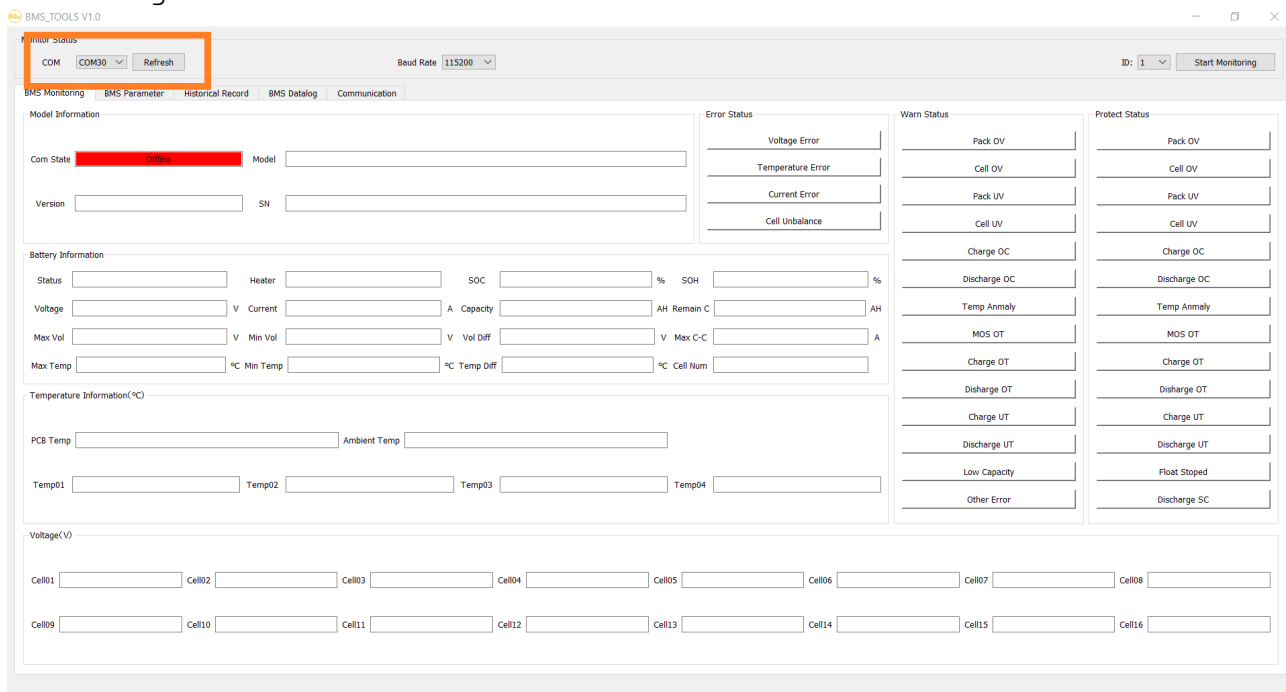 BMS_TOOLS V1.0
Monitor Status
COM COM30 Refresh Baud Rate 115200 ID: 1 Start Monitoring
BMS Monitoring BMS Parameter Historical Record BMS Datalog Communication
Model Information
Com State Offline Model
Version SN
Error Status
Voltage Error
Temperature Error
Current Error
Cell Unbalance
Warn Status
Pack OV
Cell OV
Pack UV
Cell UV
Charge OC
Discharge OC
Temp Anmaly
MOS OT
Charge OT
Disharge OT
Charge UT
Discharge UT
Low Capacity
Other Error
Protect Status
Pack OV
Cell OV
Pack UV
Cell UV
Charge OC
Discharge OC
Temp Anmaly
MOS OT
Charge OT
Disharge OT
Charge UT
Discharge UT
Float Stoped
Discharge SC
Battery Information
Status Heater SOC % SOH %
Voltage V Current A Capacity AH Remain C AH
Max Vol V Min Vol V Vol Diff V Max C-C A
Max Temp ºC Min Temp ºC Temp Diff ºC Cell Num
Temperature Information(ºC)
PCB Temp Ambient Temp
Temp01 Temp02 Temp03 Temp04
Voltage(V)
Cell01 Cell02 Cell03 Cell04 Cell05 Cell06 Cell07 Cell08
Cell09 Cell10 Cell11 Cell12 Cell13 Cell14 Cell15 Cell16